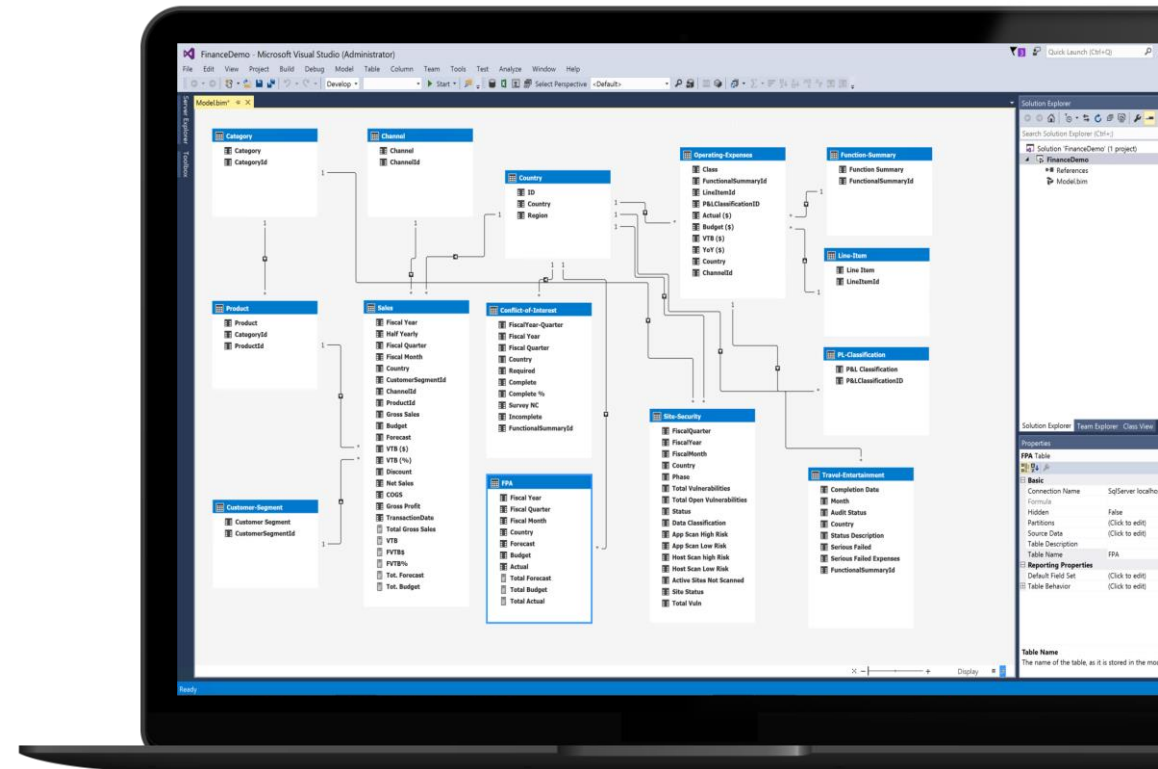 FinanceDemo - Microsoft Visual Studio (Administrator)
Quick Launch (Ctrl+Q)
File Edit View Project Build Debug Model Table Column Team Tools Test Analyze Window Help
Develop Start Select Perspective <Default>
Server Explorer
Toolbox
Model.bim*
Category
Category
CategoryId
Channel
Channel
ChannelId
Country
ID
Country
Region
Operating-Expenses
Class
FunctionalSummaryId
LineItemId
P&LClassificationID
Actual ($)
Budget ($)
VTB ($)
YoY ($)
Country
ChannelId
Function-Summary
Function Summary
FunctionalSummaryId
Line-Item
Line Item
LineItemId
Product
Product
CategoryId
ProductId
Sales
Fiscal Year
Half Yearly
Fiscal Quarter
Fiscal Month
Country
CustomerSegmentId
ChannelId
ProductId
Gross Sales
Budget
Forecast
VTB ($)
VTB (%)
Discount
Net Sales
COGS
Gross Profit
TransactionDate
Total Gross Sales
VTB
FVTB$
FVTB%
Tot. Forecast
Tot. Budget
Conflict-of-Interest
FiscalYear-Quarter
Fiscal Year
Fiscal Quarter
Country
Required
Complete
Complete %
Survey NC
Incomplete
FunctionalSummaryId
PL-Classification
P&L Classification
P&LClassificationID
Site-Security
FiscalQuarter
FiscalYear
FiscalMonth
Country
Phase
Total Vulnerabilities
Total Open Vulnerabilities
Status
Data Classification
App Scan High Risk
App Scan Low Risk
Host Scan high Risk
Host Scan Low Risk
Active Sites Not Scanned
Site Status
Total Vuln
Travel-Entertainment
Completion Date
Month
Audit Status
Country
Status Description
Serious Failed
Serious Failed Expenses
FunctionalSummaryId
Customer-Segment
Customer Segment
CustomerSegmentId
FPA
Fiscal Year
Fiscal Quarter
Fiscal Month
Country
Forecast
Budget
Actual
Total Forecast
Total Budget
Total Actual
Display
Ready
Solution Explorer
Search Solution Explorer (Ctrl+;)
Solution 'FinanceDemo' (1 project)
FinanceDemo
References
Model.bim
Solution Explorer Team Explorer Class View
Properties
FPA Table
Basic
Connection Name SqlServer localho
Formula
Hidden False
Partitions (Click to edit)
Source Data (Click to edit)
Table Description
Table Name FPA
Reporting Properties
Default Field Set (Click to edit)
Table Behavior (Click to edit)
Table Name
The name of the table, as it is stored in the mod